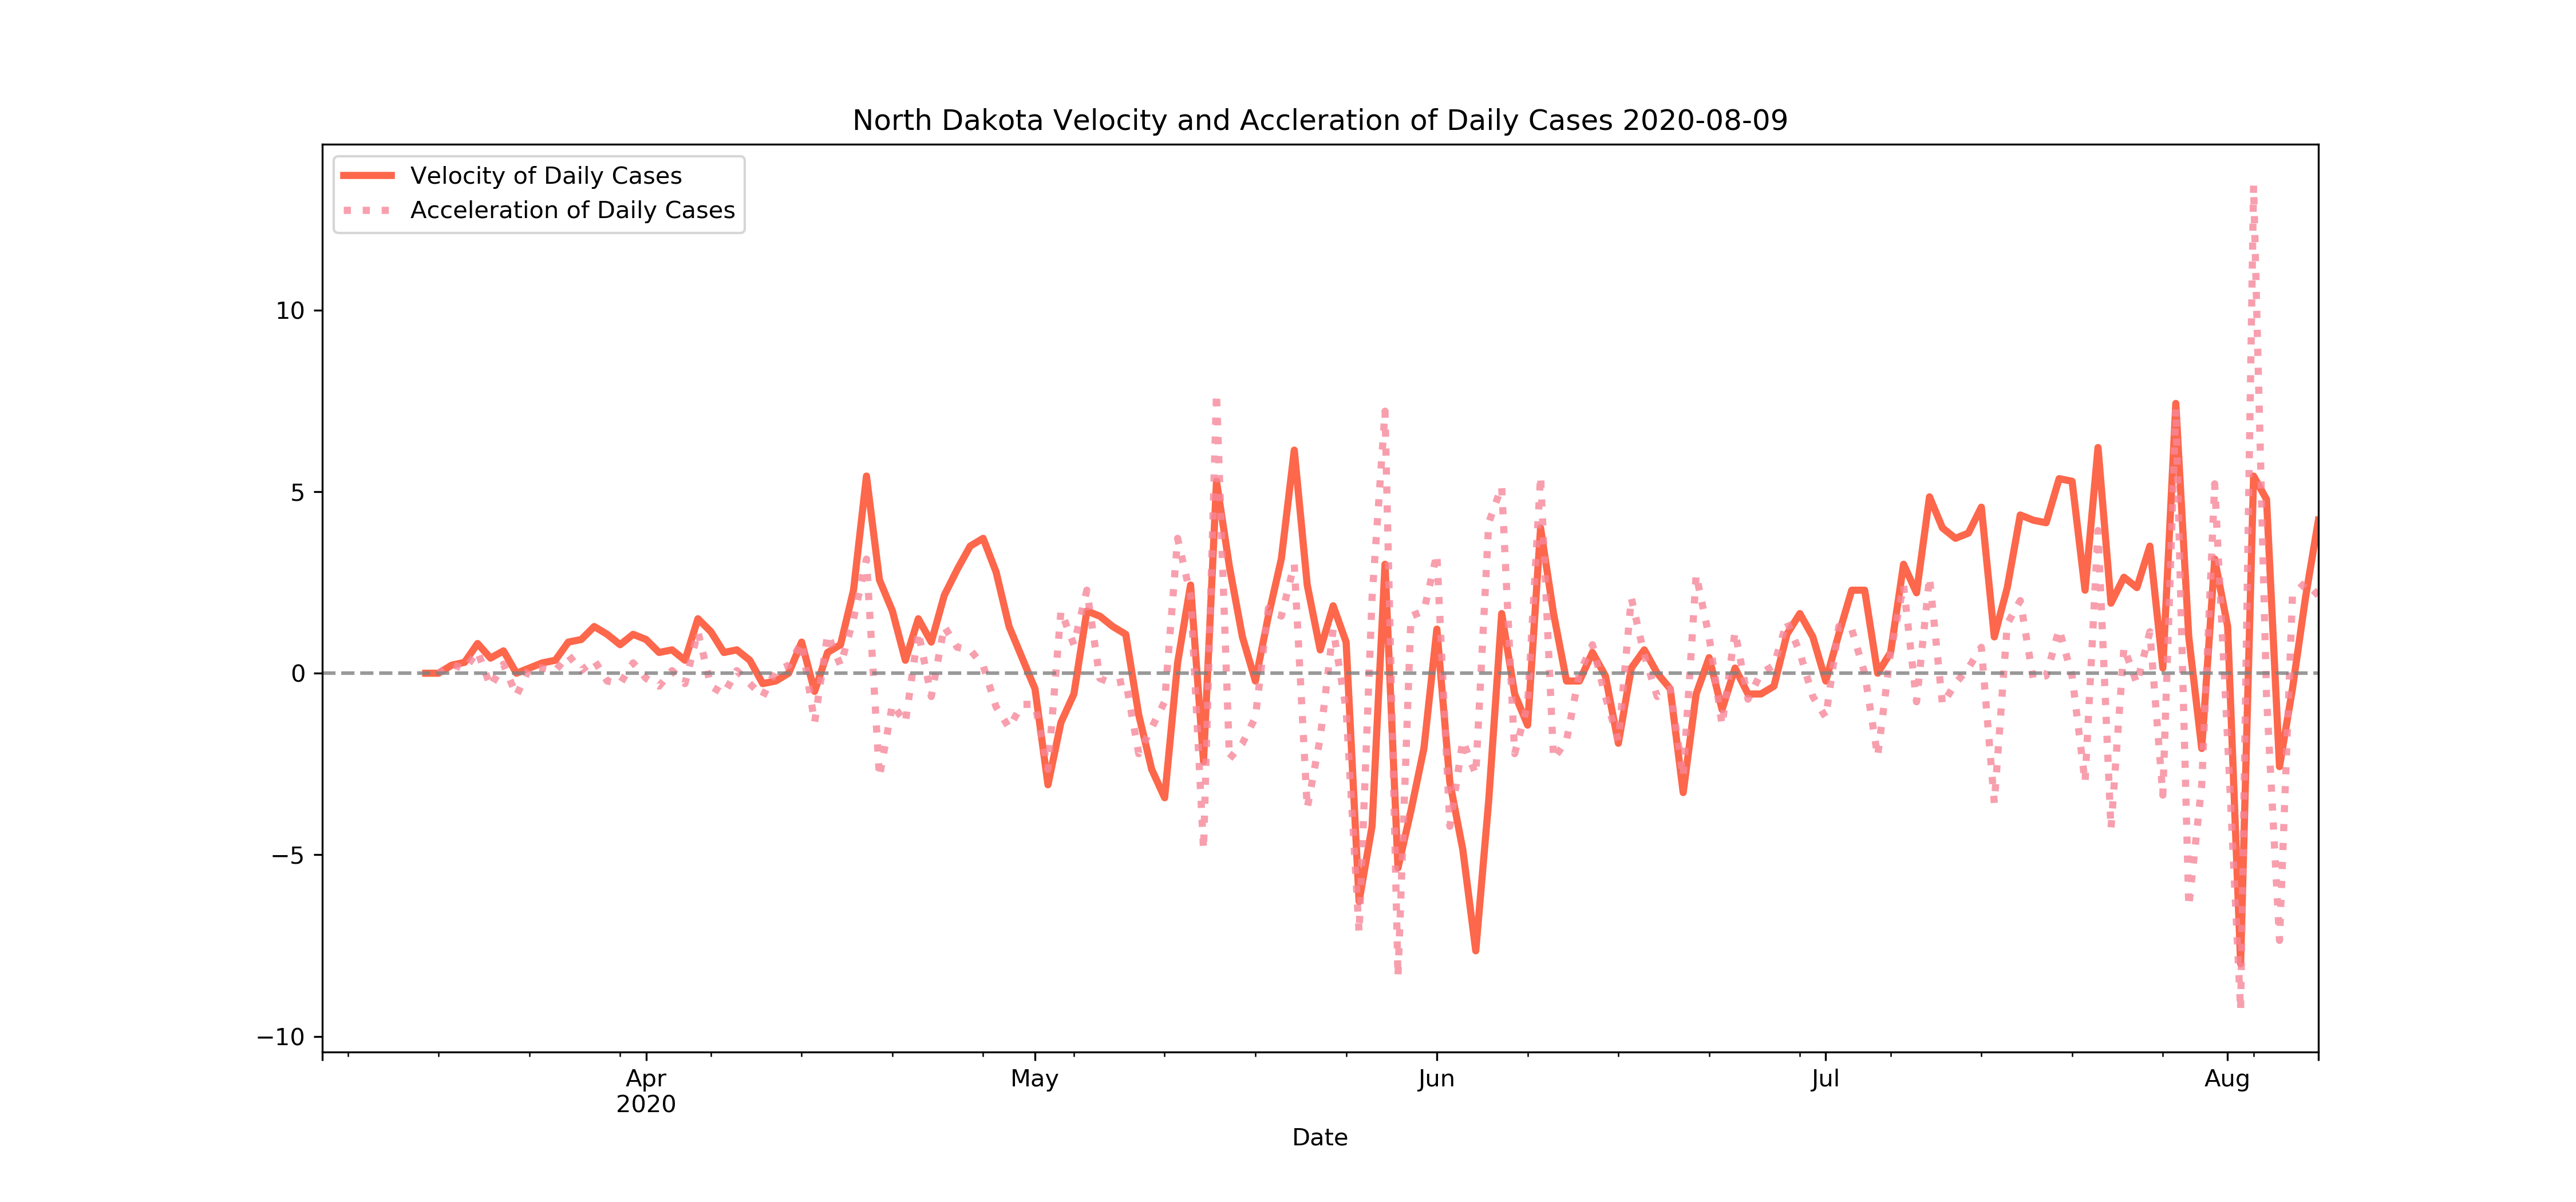 North Dakota Velocity and Accleration of Daily Cases 2020-08-09
Velocity of Daily Cases
Acceleration of Daily Cases
10
5
0
−5
−10
Apr
2020
May
Jun
Jul
Aug
Date